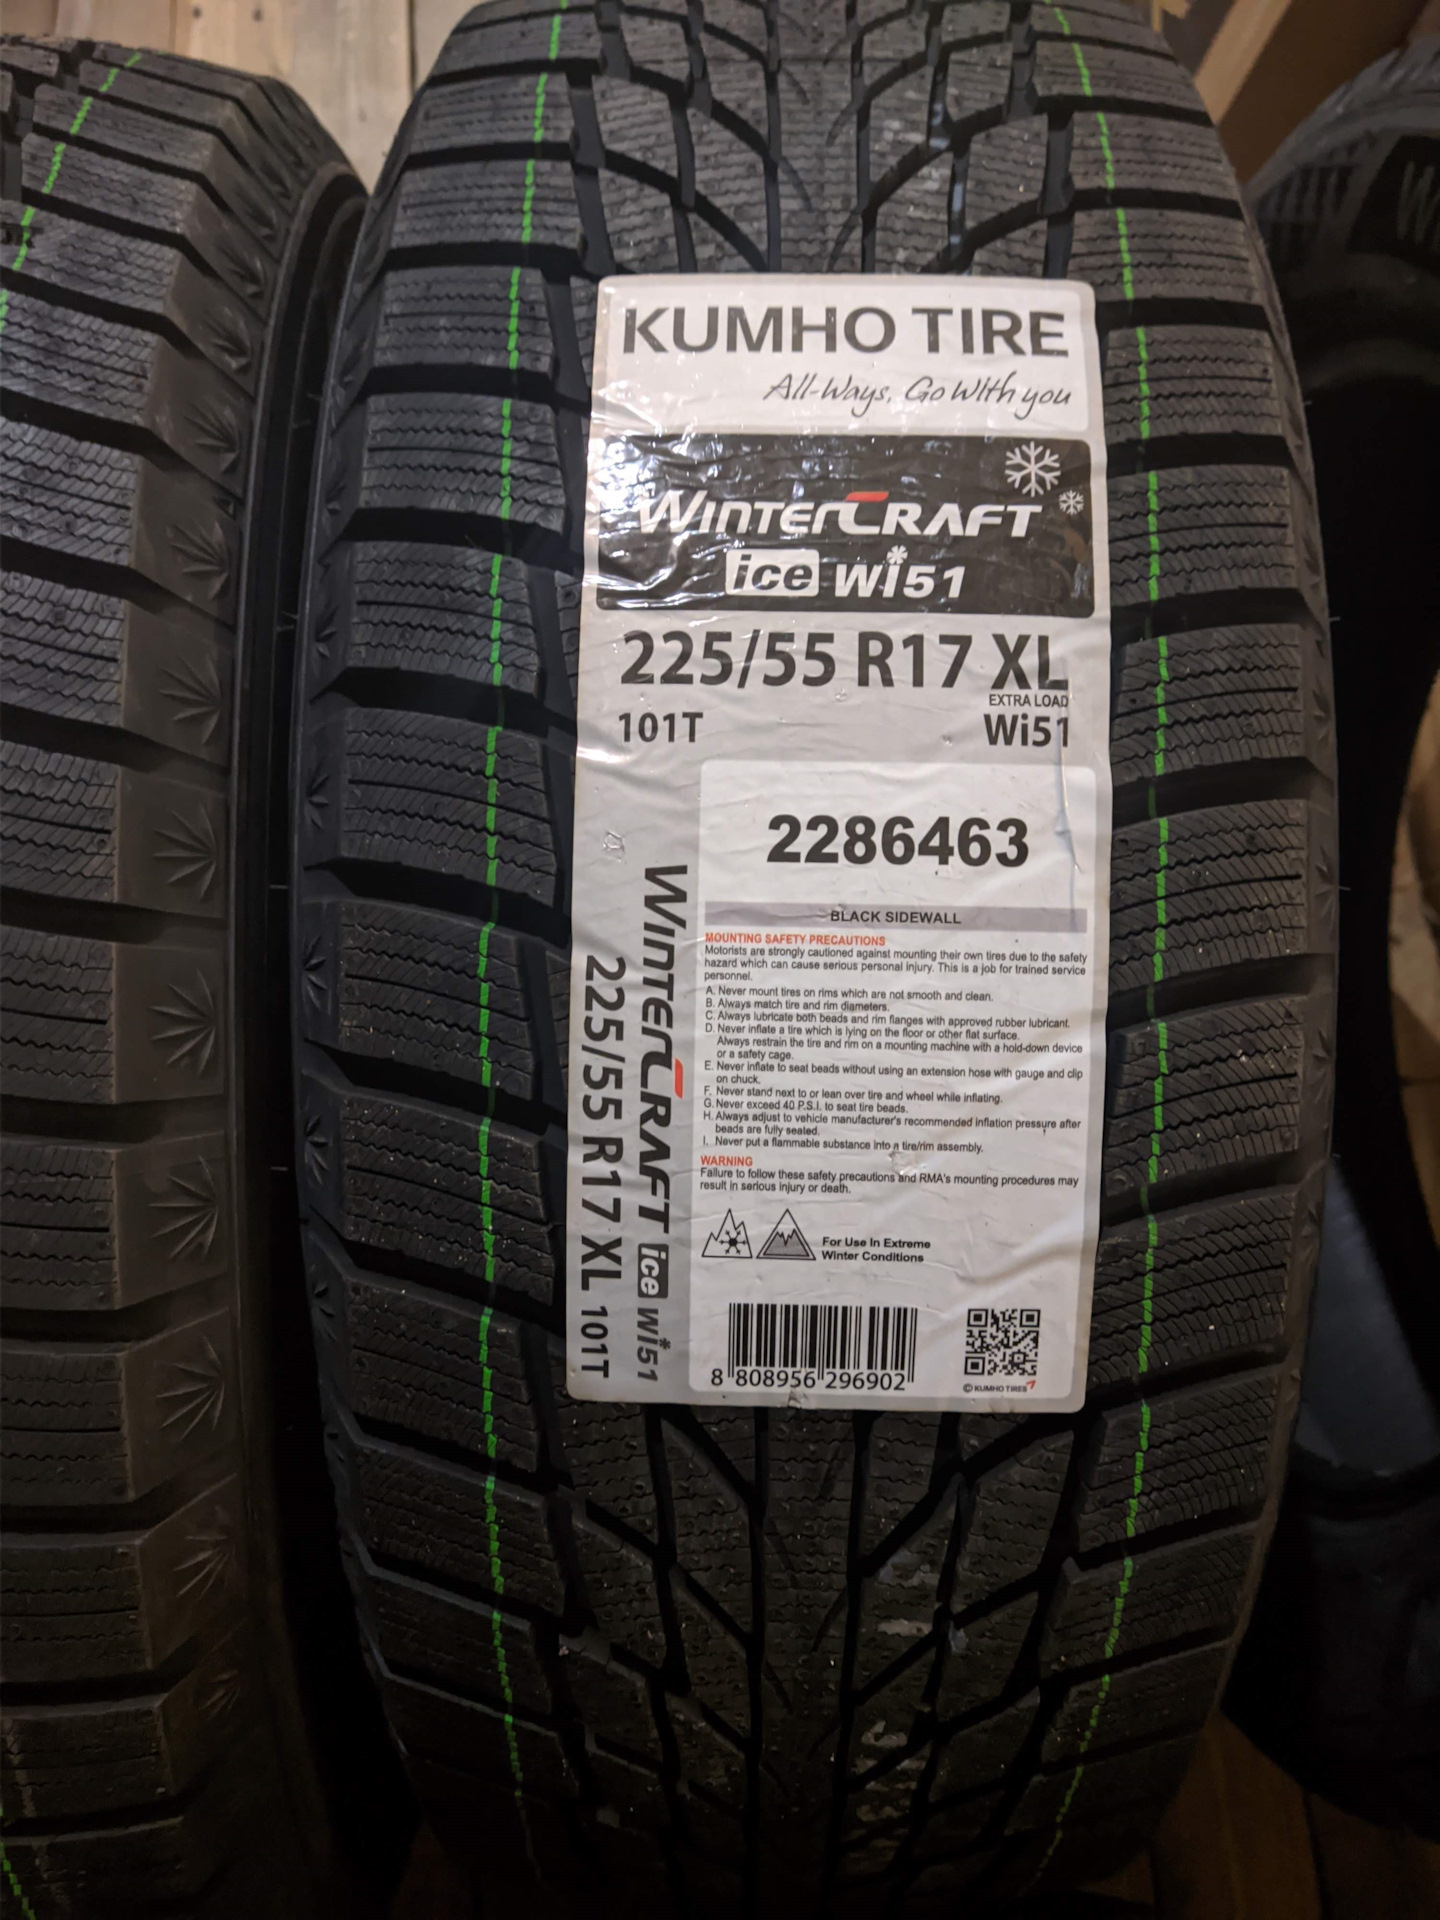 KUMHO TIRE
All-Ways, Go With you
WINTERCRAFT
ice wi51
225/55 R17 XL
EXTRA LOAD
101T
Wi51
2286463
BLACK SIDEWALL
MOUNTING SAFETY PRECAUTIONS
Motorists are strongly cautioned against mounting their own tires due to the safety
hazard which can cause serious personal injury. This is a job for trained service
personnel.
A. Never mount tires on rims which are not smooth and clean.
B. Always match tire and rim diameters.
C. Always lubricate both beads and rim flanges with approved rubber lubricant.
D. Never inflate a tire which is lying on the floor or other flat surface.
Always restrain the tire and rim on a mounting machine with a hold-down device
or a safety cage.
E. Never inflate to seat beads without using an extension hose with gauge and clip
on chuck.
F. Never stand next to or lean over tire and wheel while inflating.
G. Never exceed 40 P.S.I. to seat tire beads.
H. Always adjust to vehicle manufacturer's recommended inflation pressure after
beads are fully seated.
I. Never put a flammable substance into a tire/rim assembly.
WARNING
Failure to follow these safety precautions and RMA's mounting procedures may
result in serious injury or death.
For Use In Extreme
Winter Conditions
8 808956 296902
© KUMHO TIRES
WINTERCRAFT ice wi51
225/55 R17 XL 101T